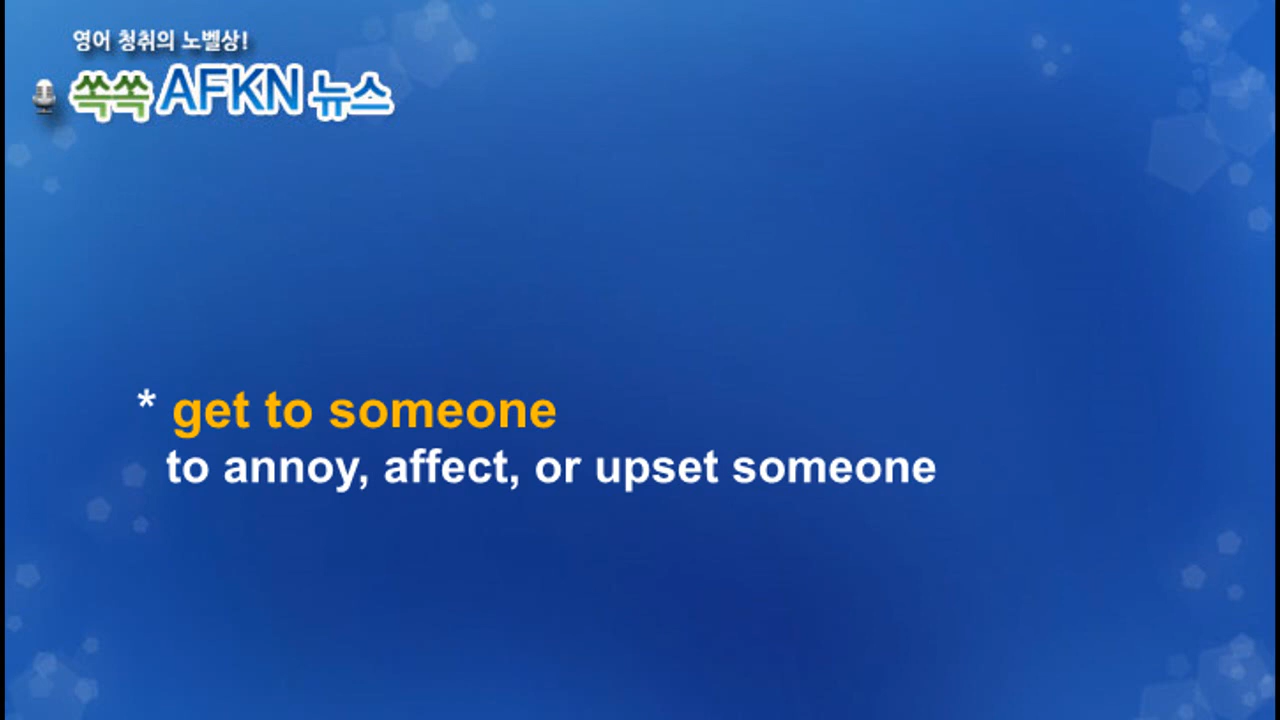 영어 청취의 노벨상!
쏙쏙 AFKN 뉴스
* get to someone
to annoy, affect, or upset someone